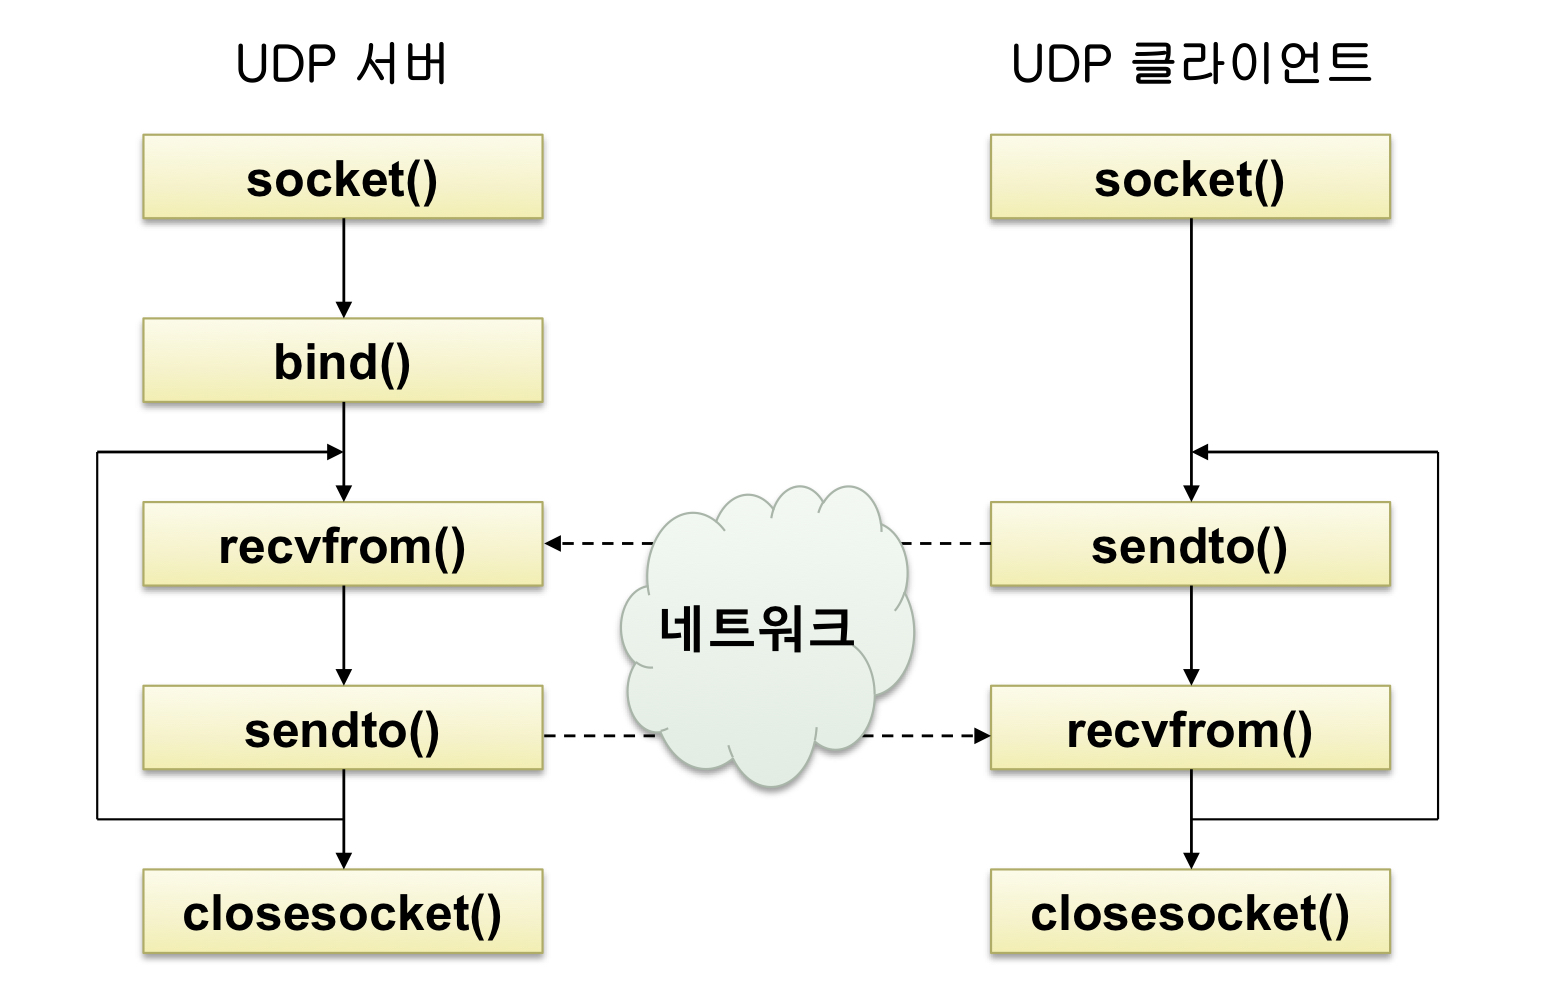 UDP 서버
socket()
bind()
recvfrom()
sendto()
closesocket()
네트워크
UDP 클라이언트
socket()
sendto()
recvfrom()
closesocket()